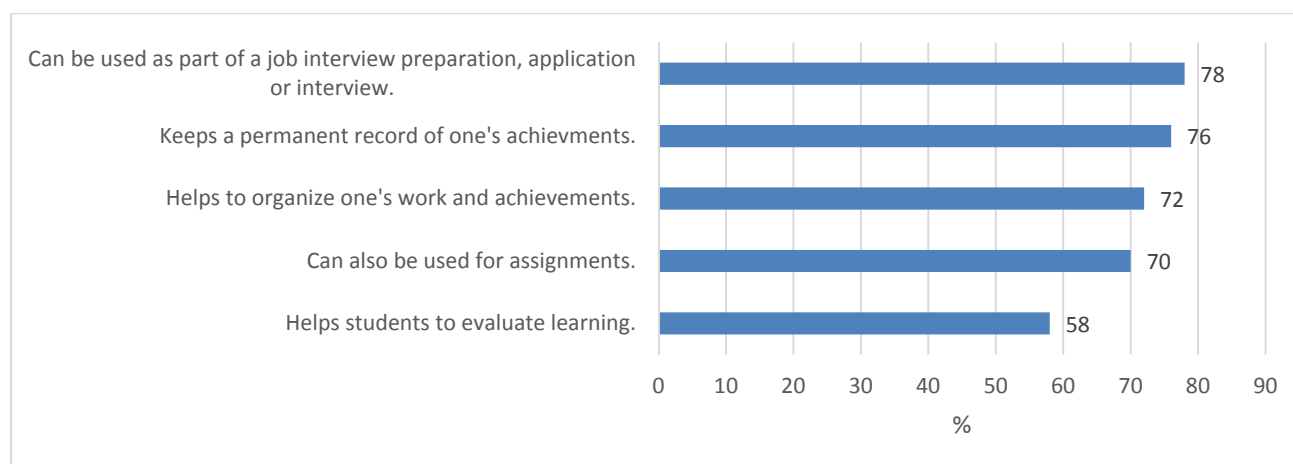 Can be used as part of a job interview preparation, application
or interview.
78
Keeps a permanent record of one's achievments.
76
Helps to organize one's work and achievements.
72
Can also be used for assignments.
70
Helps students to evaluate learning.
58
0 10 20 30 40 50 60 70 80 90
%